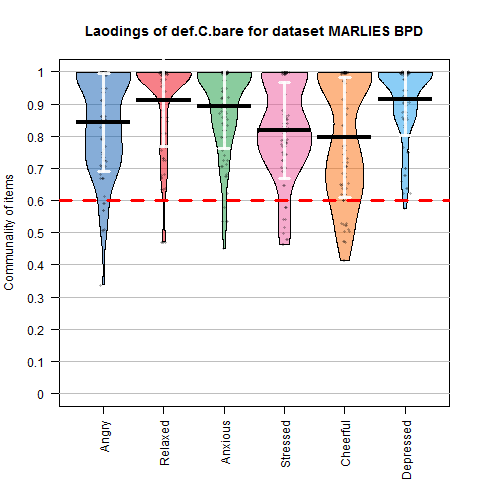 Laodings of def.C.bare for dataset MARLIES BPD
Communality of items
1
0.9
0.8
0.7
0.6
0.5
0.4
0.3
0.2
0.1
0
Angry
Relaxed
Anxious
Stressed
Cheerful
Depressed